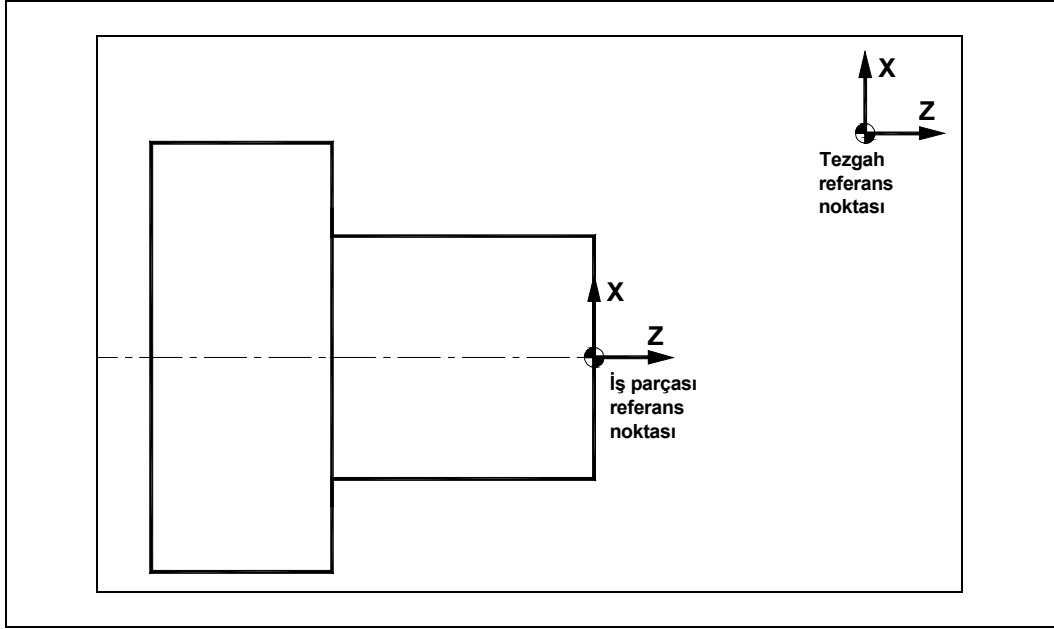 X
Z
Tezgah
referans
noktası
X
Z
İş parçası
referans
noktası